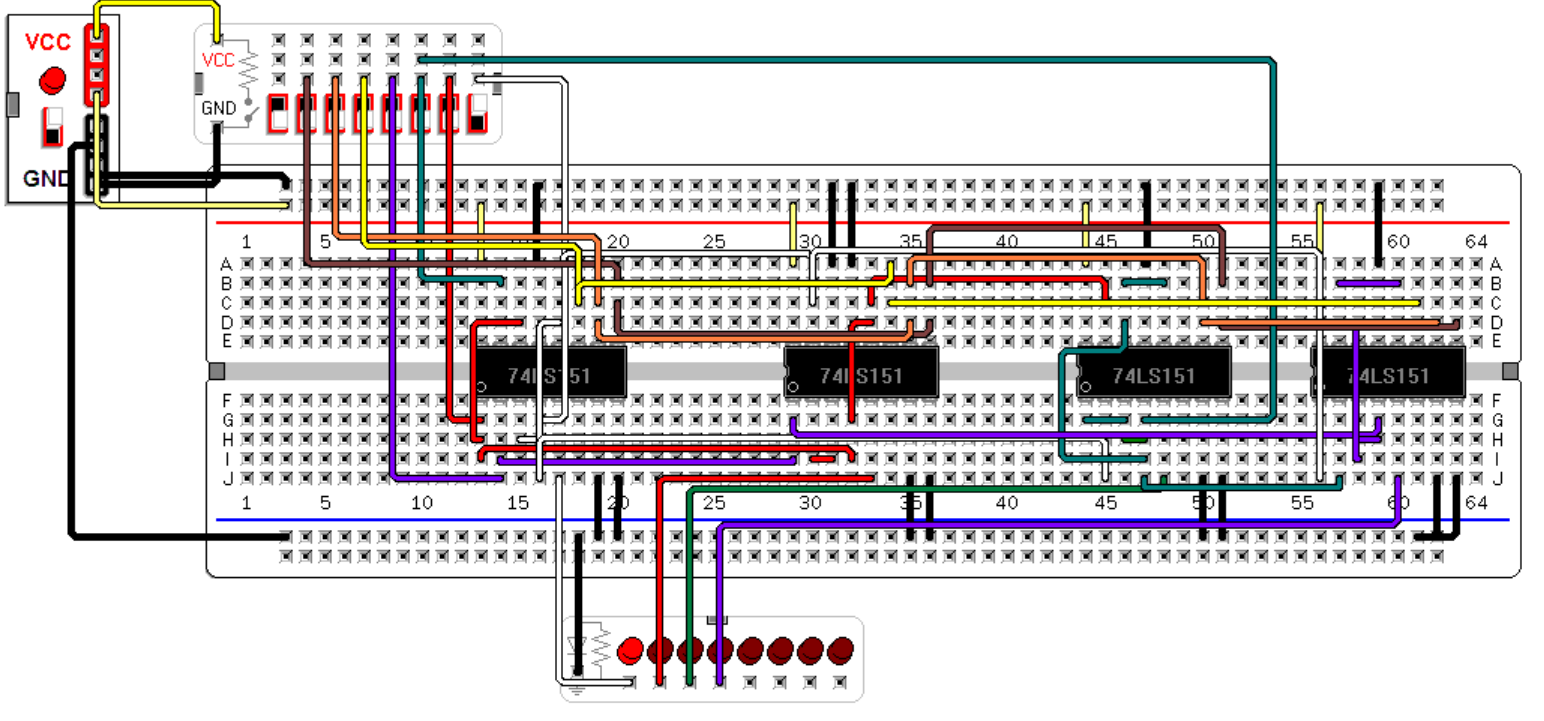 VCC
GND
VCC
GND
1 5 15 20 25 30 35 40 45 50 55 60 64
A A
B B
C C
D D
E E
74LS151 74LS151 74LS151 74LS151
F F
G G
H H
I I
J J
1 5 10 15 20 25 30 35 40 45 50 55 60 64